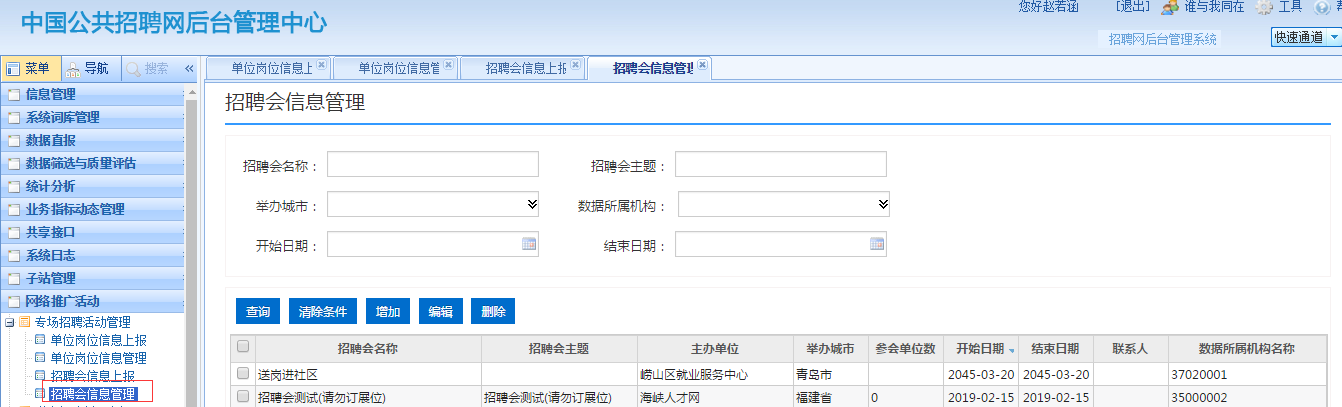 中国公共招聘网后台管理中心
您好赵若涵 [退出] 谁与我同在 工具
招聘网后台管理系统 快速通道
菜单 导航 搜索 «
单位岗位信息上 单位岗位信息管 招聘会信息上报 招聘会信息管理
信息管理
系统词库管理
数据直报
数据筛选与质量评估
统计分析
业务指标动态管理
共享接口
系统日志
子站管理
网络推广活动
专场招聘活动管理
单位岗位信息上报
单位岗位信息管理
招聘会信息上报
招聘会信息管理
招聘会信息管理
招聘会名称： 招聘会主题：
举办城市： 数据所属机构：
开始日期： 结束日期：
查询 清除条件 增加 编辑 删除
招聘会名称 招聘会主题 主办单位 举办城市 参会单位数 开始日期 结束日期 联系人 数据所属机构名称
送岗进社区 崂山区就业服务中心 青岛市 2045-03-20 2045-03-20 37020001
招聘会测试(请勿订展位) 招聘会测试(请勿订展位) 海峡人才网 福建省 0 2019-02-15 2019-02-15 35000002